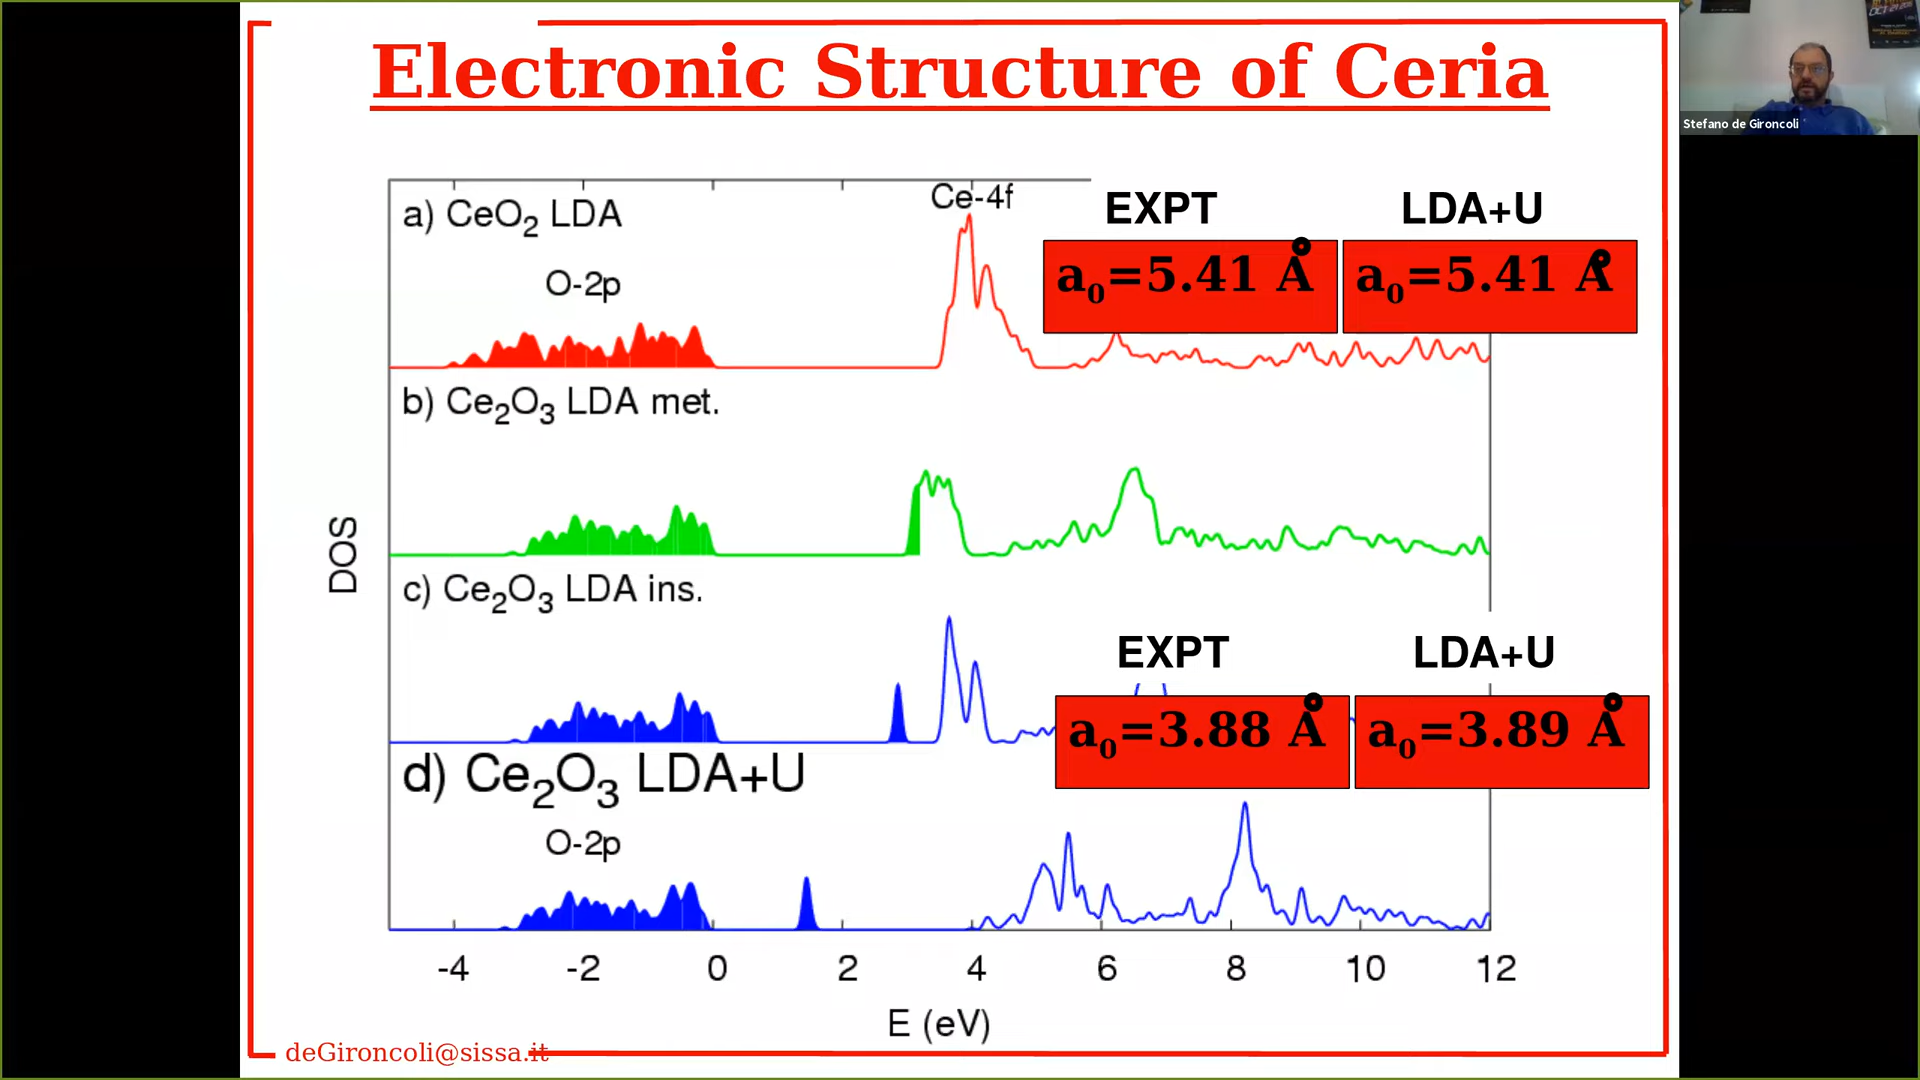 Electronic Structure of Ceria
Stefano de Gironcoli
a) CeO₂ LDA
Ce-4f
EXPT
LDA+U
O-2p
a₀=5.41 Å
a₀=5.41 Å
b) Ce₂O₃ LDA met.
DOS
c) Ce₂O₃ LDA ins.
EXPT
LDA+U
a₀=3.88 Å
a₀=3.89 Å
d) Ce₂O₃ LDA+U
O-2p
-4 -2 0 2 4 6 8 10 12
E (eV)
deGironcoli@sissa.it